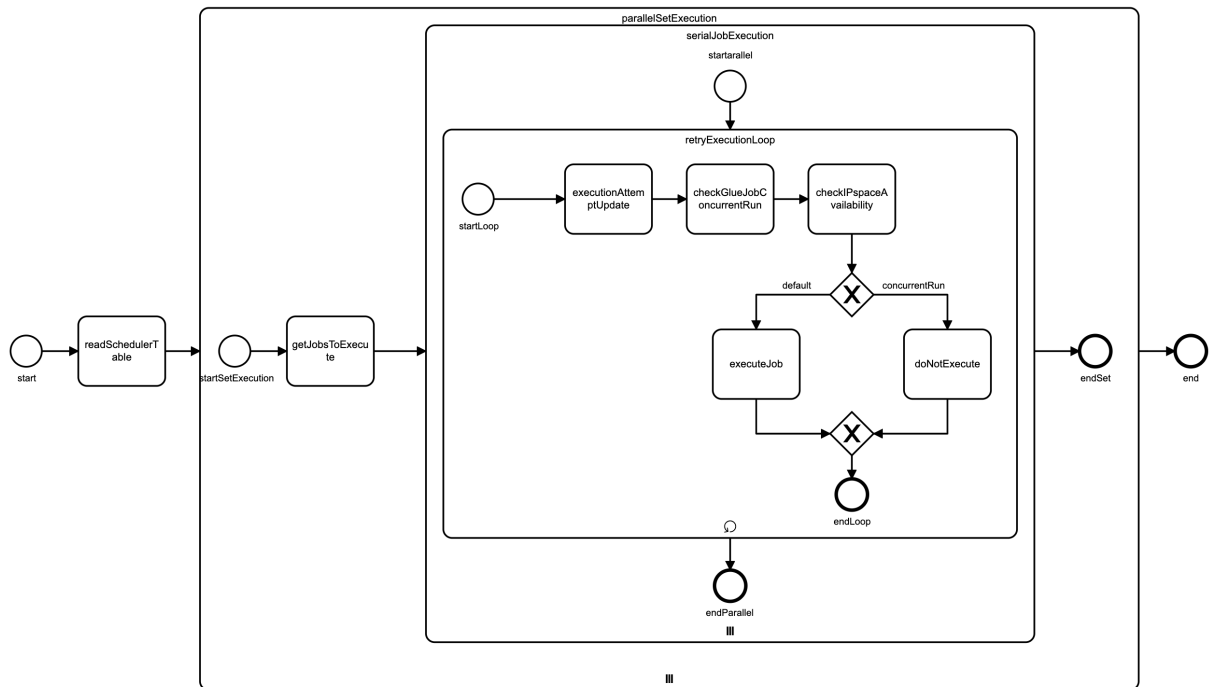 parallelSetExecution
serialJobExecution
startarallel
retryExecutionLoop
executionAttem
ptUpdate
checkGlueJobC
oncurrentRun
checkIPspaceA
vailability
startLoop
default
concurrentRun
X
readSchedulerT
able
getJobsToExecu
te
executeJob
doNotExecute
start
startSetExecution
endSet
end
X
endLoop
endParallel